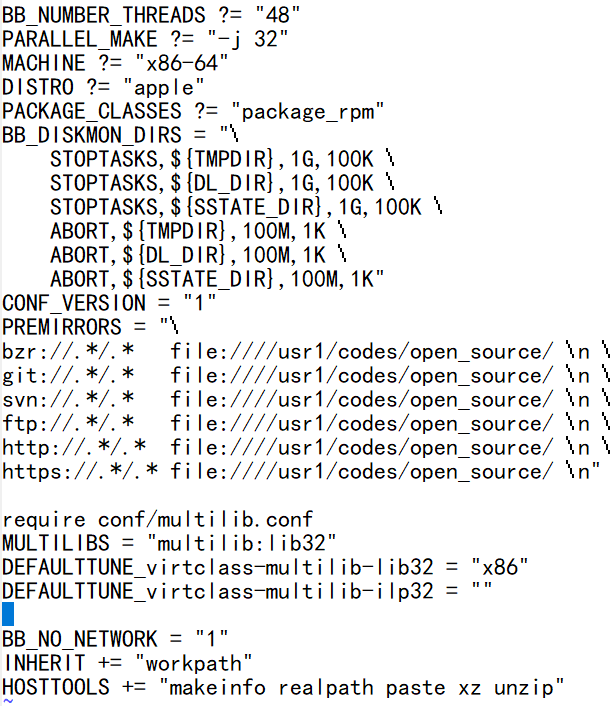 BB_NUMBER_THREADS ?= "48"
PARALLEL_MAKE ?= "-j 32"
MACHINE ?= "x86-64"
DISTRO ?= "apple"
PACKAGE_CLASSES ?= "package_rpm"
BB_DISKMON_DIRS = "\
    STOPTASKS,${TMPDIR},1G,100K \
    STOPTASKS,${DL_DIR},1G,100K \
    STOPTASKS,${SSTATE_DIR},1G,100K \
    ABORT,${TMPDIR},100M,1K \
    ABORT,${DL_DIR},100M,1K \
    ABORT,${SSTATE_DIR},100M,1K"
CONF_VERSION = "1"
PREMIRRORS = "\
bzr://.*/.*   file:////usr1/codes/open_source/ \n \
git://.*/.*   file:////usr1/codes/open_source/ \n \
svn://.*/.*   file:////usr1/codes/open_source/ \n \
ftp://.*/.*   file:////usr1/codes/open_source/ \n \
http://.*/.*  file:////usr1/codes/open_source/ \n \
https://.*/.* file:////usr1/codes/open_source/ \n"

require conf/multilib.conf
MULTILIBS = "multilib:lib32"
DEFAULTTUNE_virtclass-multilib-lib32 = "x86"
DEFAULTTUNE_virtclass-multilib-ilp32 = ""

BB_NO_NETWORK = "1"
INHERIT += "workpath"
HOSTTOOLS += "makeinfo realpath paste xz unzip"
~